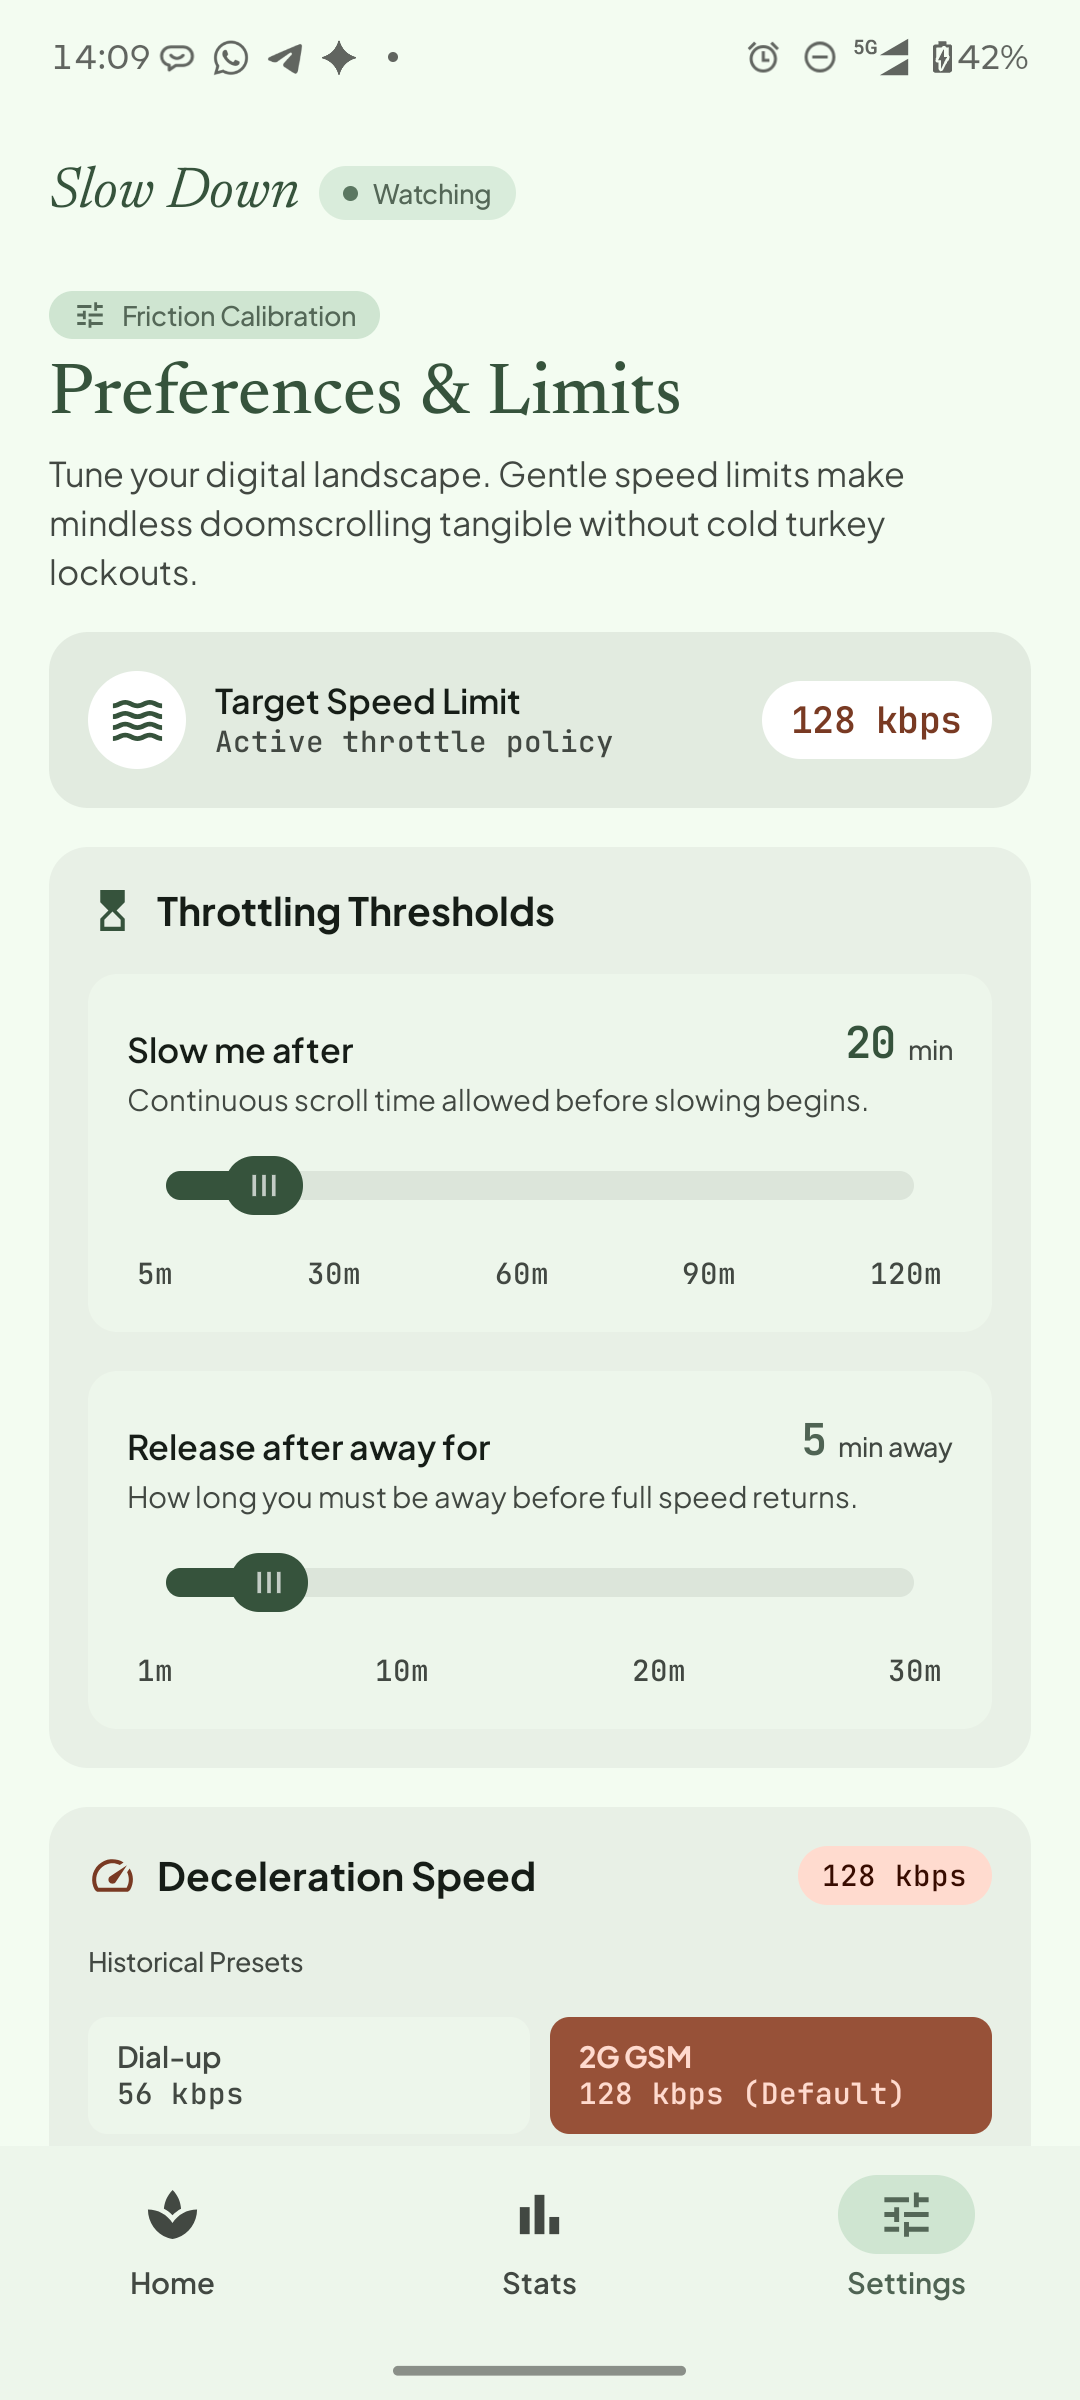 14:09
5G
42%
Slow Down
Watching
Friction Calibration
Preferences & Limits
Tune your digital landscape. Gentle speed limits make
mindless doomscrolling tangible without cold turkey
lockouts.
Target Speed Limit
Active throttle policy
128 kbps
Throttling Thresholds
Slow me after
20 min
Continuous scroll time allowed before slowing begins.
5m 30m 60m 90m 120m
Release after away for
5 min away
How long you must be away before full speed returns.
1m 10m 20m 30m
Deceleration Speed
128 kbps
Historical Presets
Dial-up
56 kbps
2G GSM
128 kbps (Default)
Home
Stats
Settings